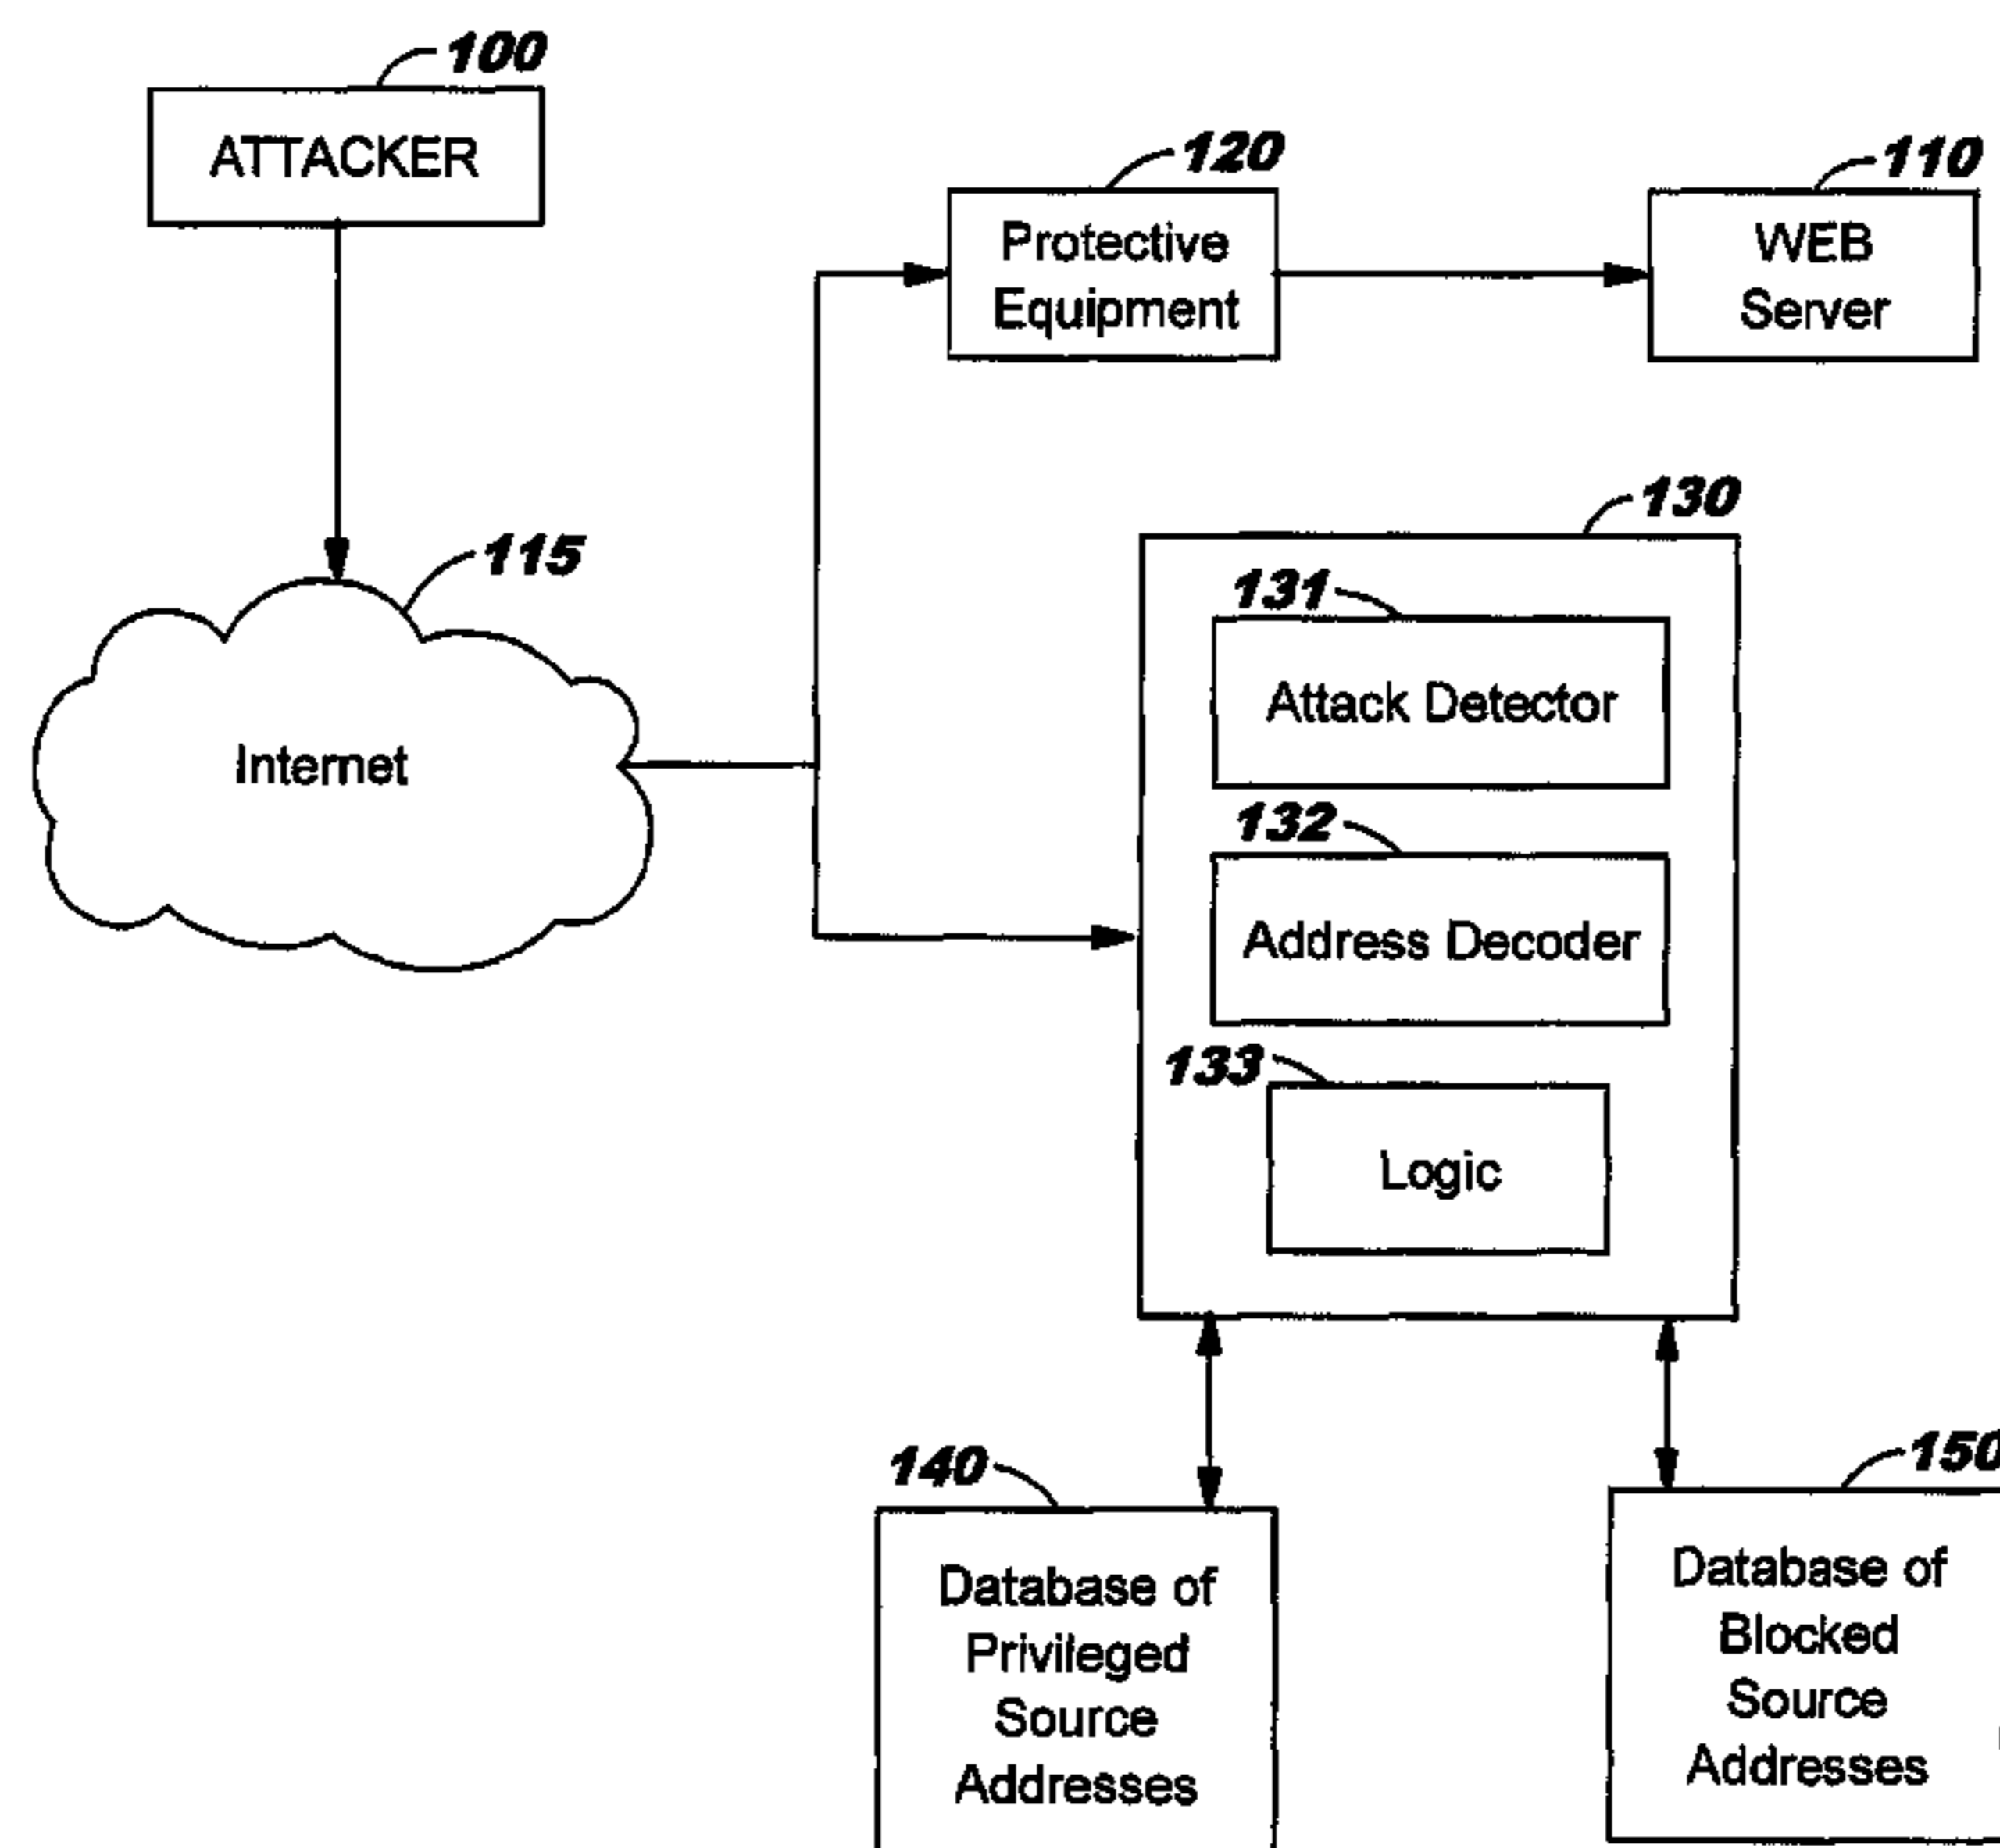 100
ATTACKER
120
Protective
Equipment
110
WEB
Server
115
Internet
130
131
Attack Detector
132
Address Decoder
133
Logic
140
Database of
Privileged
Source
Addresses
150
Database of
Blocked
Source
Addresses